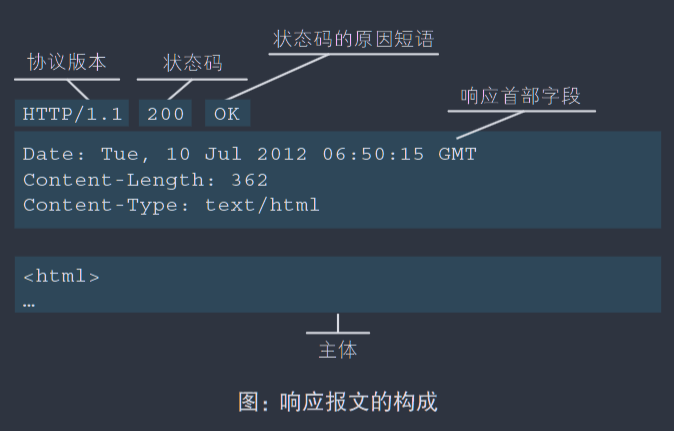 状态码的原因短语
协议版本
状态码
响应首部字段
HTTP/1.1 200 OK
Date: Tue, 10 Jul 2012 06:50:15 GMT
Content-Length: 362
Content-Type: text/html
<html>
…
主体
图：响应报文的构成